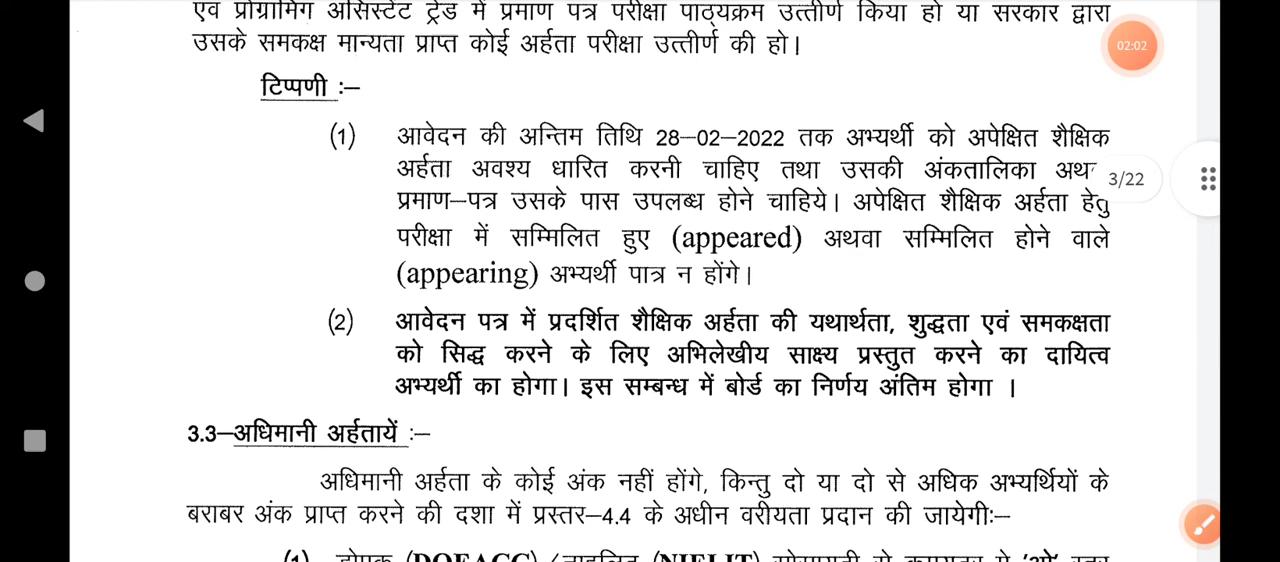 एवं प्रोग्रामिंग असिस्टेंट ट्रेड में प्रमाण पत्र परीक्षा पाठ्यक्रम उत्तीर्ण किया हो या सरकार द्वारा
उसके समकक्ष मान्यता प्राप्त कोई अर्हता परीक्षा उत्तीर्ण की हो।
02:02
टिप्पणी :–
(1) आवेदन की अन्तिम तिथि 28–02–2022 तक अभ्यर्थी को अपेक्षित शैक्षिक
अर्हता अवश्य धारित करनी चाहिए तथा उसकी अंकतालिका
3/22
प्रमाण–पत्र उसके पास उपलब्ध होने चाहिये। अपेक्षित शैक्षिक अर्हता हेतु
परीक्षा में सम्मिलित हुए (appeared) अथवा सम्मिलित होने वाले
(appearing) अभ्यर्थी पात्र न होंगे।
(2) आवेदन पत्र में प्रदर्शित शैक्षिक अर्हता की यथार्थता, शुद्धता एवं समकक्षता
को सिद्ध करने के लिए अभिलेखीय साक्ष्य प्रस्तुत करने का दायित्व
अभ्यर्थी का होगा। इस सम्बन्ध में बोर्ड का निर्णय अंतिम होगा ।
3.3–अधिमानी अर्हतायें :–
अधिमानी अर्हता के कोई अंक नहीं होंगे, किन्तु दो या दो से अधिक अभ्यर्थियों के
बराबर अंक प्राप्त करने की दशा में प्रस्तर–4.4 के अधीन वरीयता प्रदान की जायेगीः–
(1) (DOEACC) / (NIELIT) सोसायटी से